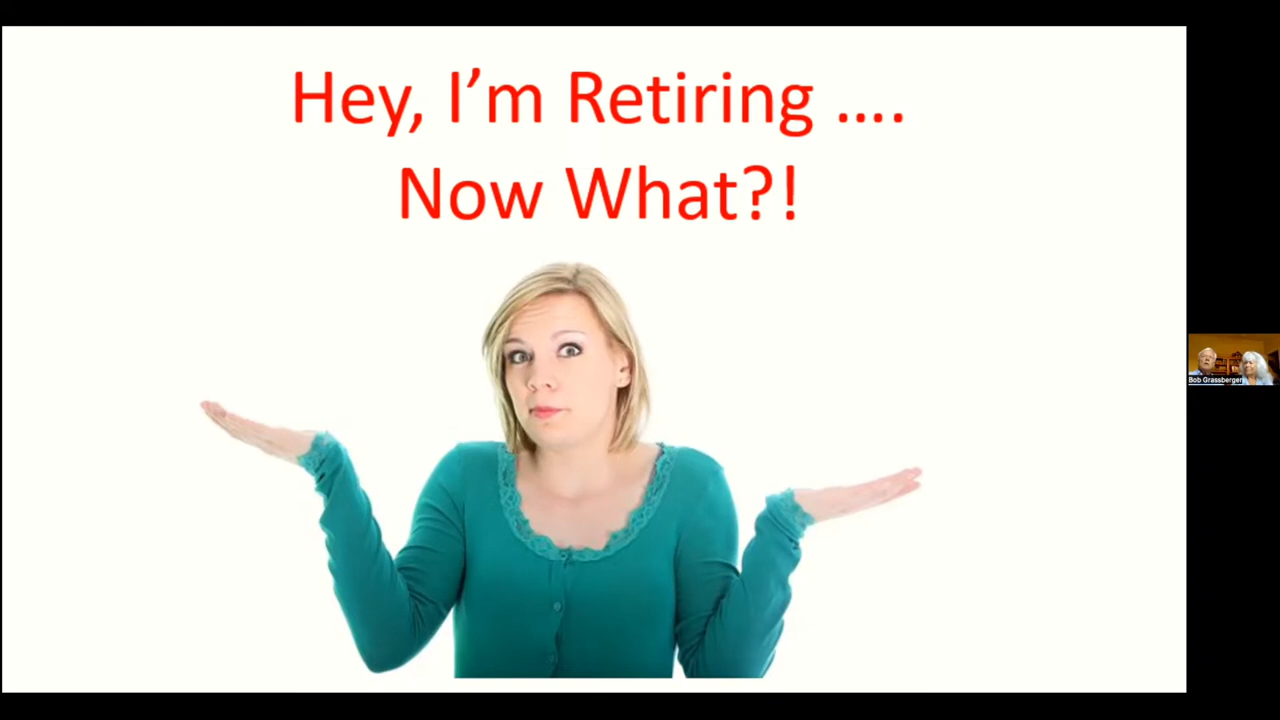 Hey, I’m Retiring ….
Now What?!
Bob Grassberger